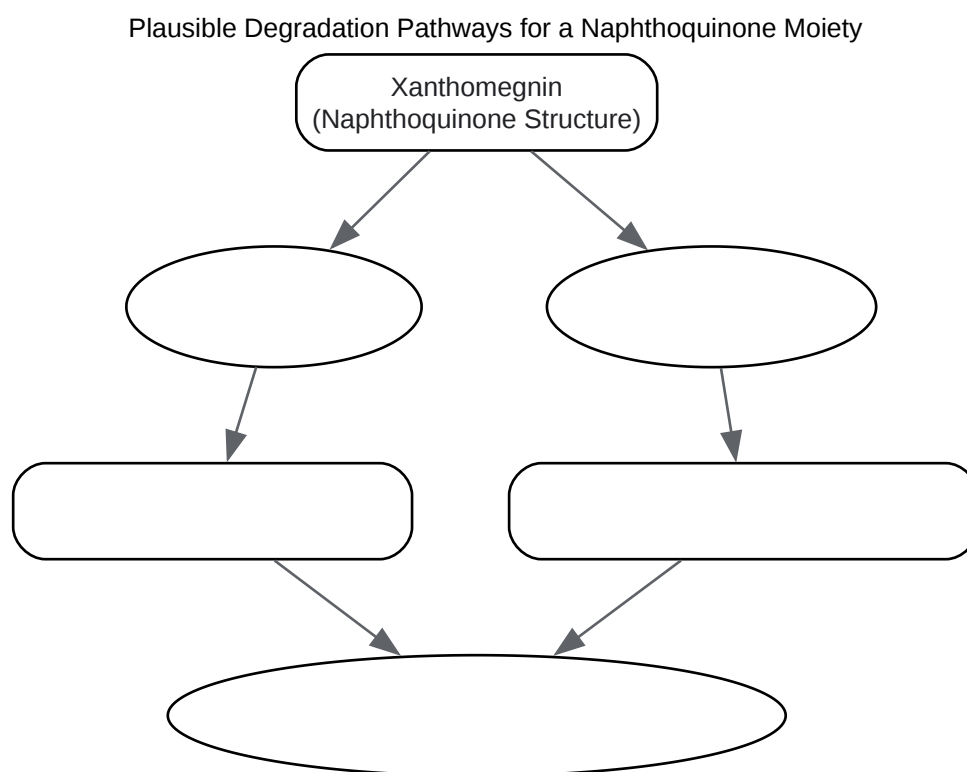 Plausible Degradation Pathways for a Naphthoquinone Moiety
Xanthomegnin
(Naphthoquinone Structure)